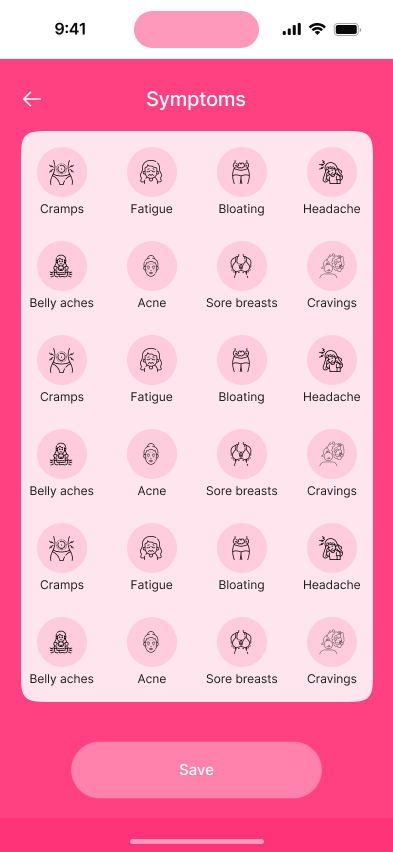 9:41
Symptoms
Cramps Fatigue Bloating Headache
Belly aches Acne Sore breasts Cravings
Cramps Fatigue Bloating Headache
Belly aches Acne Sore breasts Cravings
Cramps Fatigue Bloating Headache
Belly aches Acne Sore breasts Cravings
Save